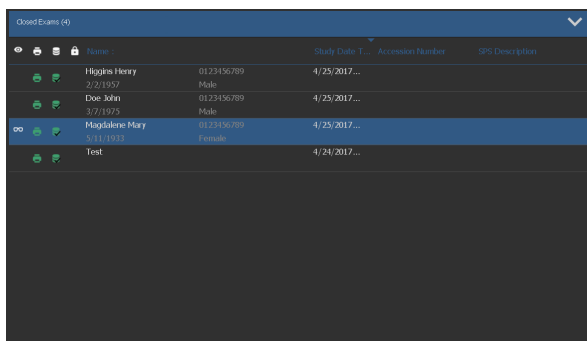 Closed Exams (4)
Name : Study Date T... Accession Number SPS Description
Higgins Henry 0123456789 4/25/2017...
2/2/1957 Male
Doe John 0123456789 4/25/2017...
3/7/1975 Male
Magdalene Mary 0123456789 4/25/2017...
5/11/1933 Female
Test 4/24/2017...